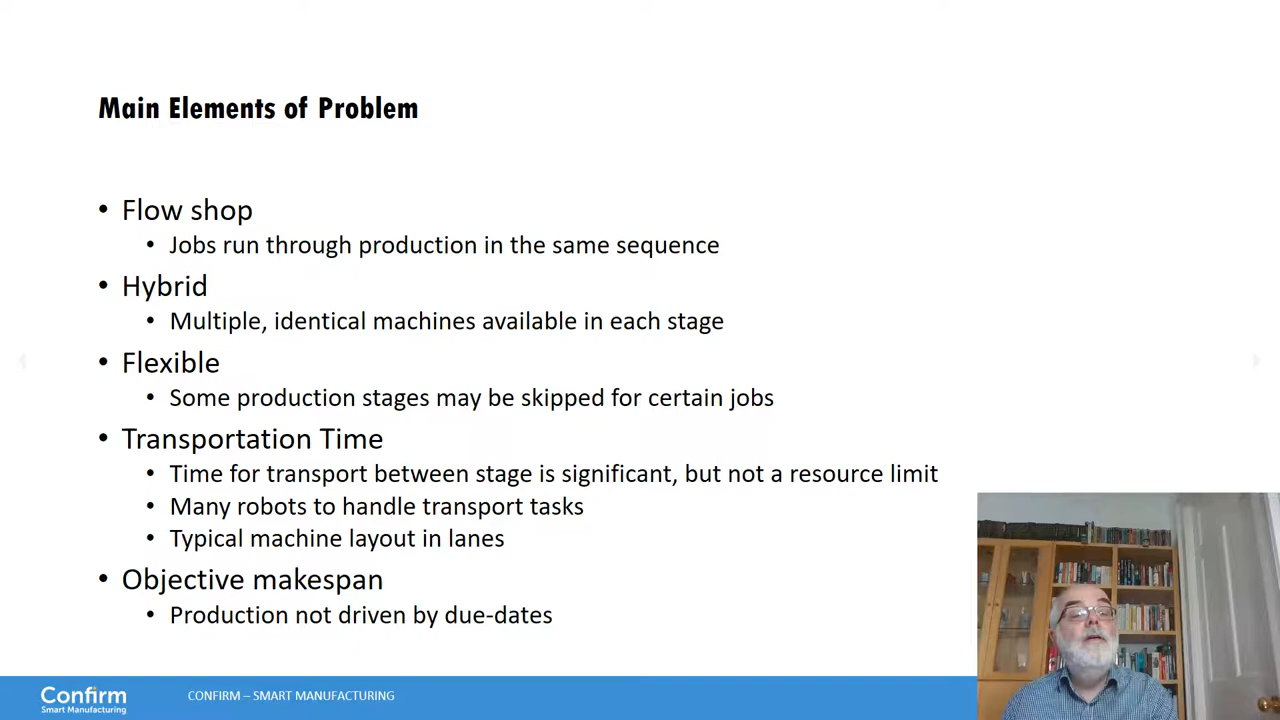 Main Elements of Problem
• Flow shop
• Jobs run through production in the same sequence
• Hybrid
• Multiple, identical machines available in each stage
• Flexible
• Some production stages may be skipped for certain jobs
• Transportation Time
• Time for transport between stage is significant, but not a resource limit
• Many robots to handle transport tasks
• Typical machine layout in lanes
• Objective makespan
• Production not driven by due-dates
Confirm
Smart Manufacturing
CONFIRM – SMART MANUFACTURING